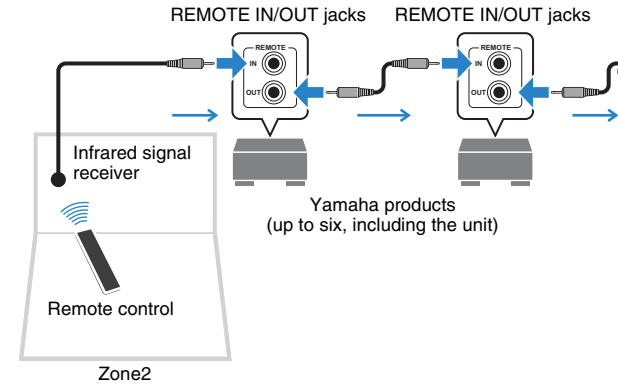 REMOTE IN/OUT jacks
REMOTE IN/OUT jacks
REMOTE
IN
OUT
REMOTE
IN
OUT
Infrared signal
receiver
Yamaha products
(up to six, including the unit)
Remote control
Zone2